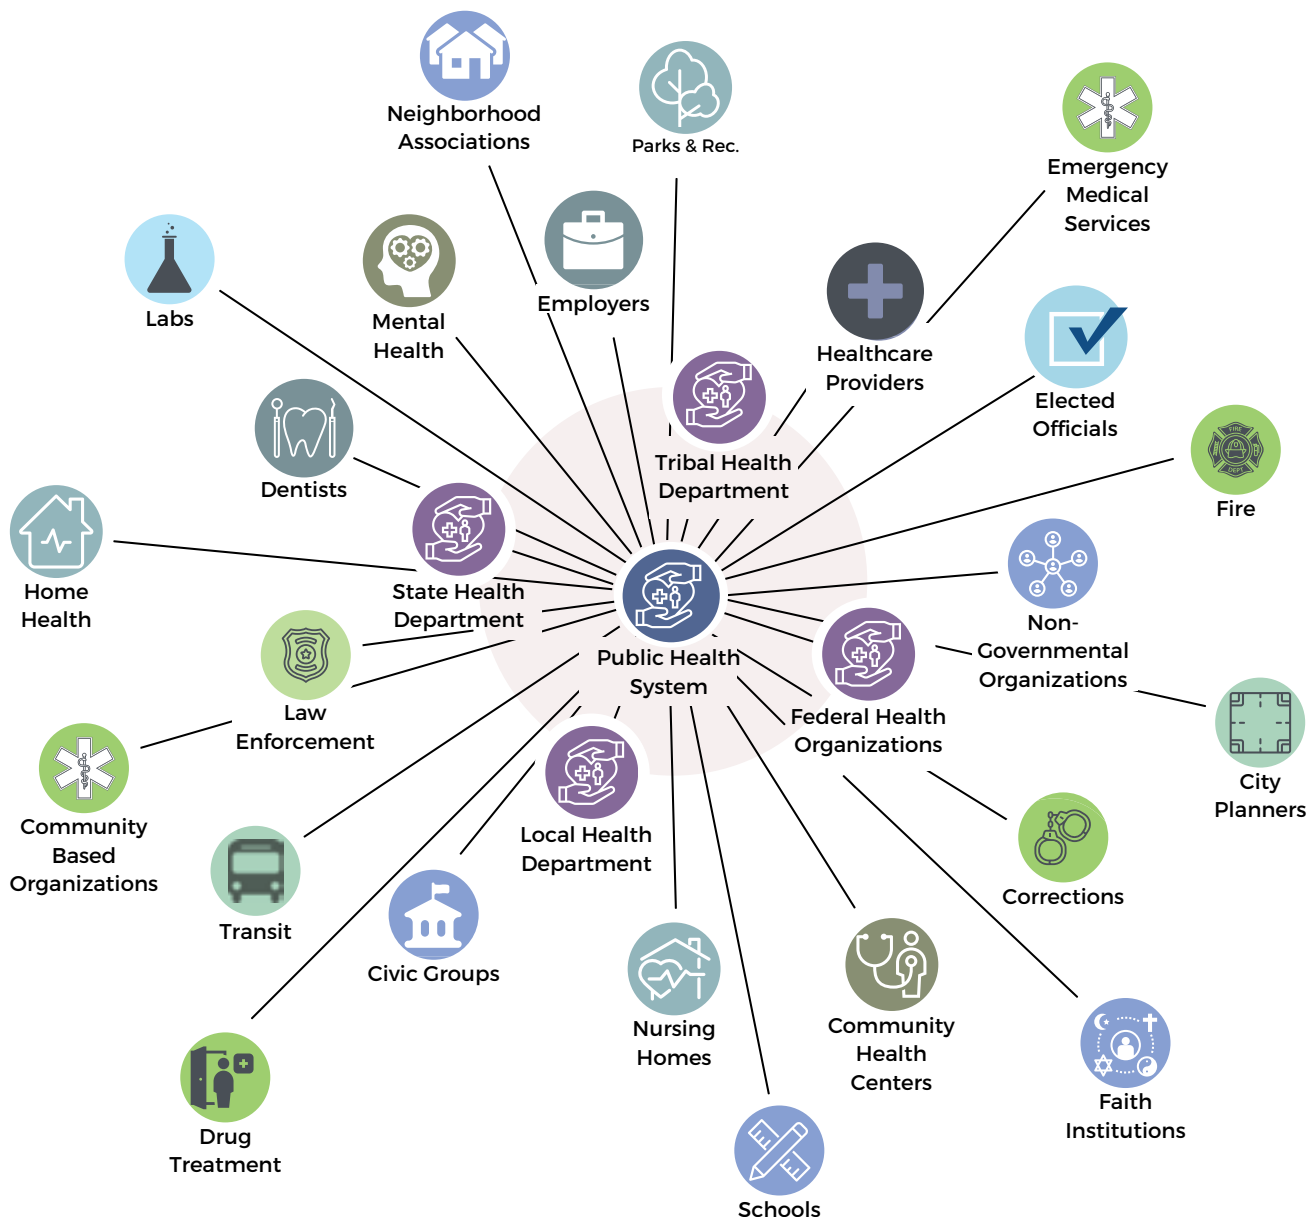 Neighborhood
Associations
Parks & Rec.
Emergency
Medical
Services
Labs
Mental
Health
Employers
Healthcare
Providers
Elected
Officials
Dentists
Tribal Health
Department
FIRE
DEPT
Fire
Home
Health
State Health
Department
Non-
Governmental
Organizations
Public Health
System
Law
Enforcement
Federal Health
Organizations
City
Planners
Community
Based
Organizations
Transit
Local Health
Department
Corrections
Civic Groups
Nursing
Homes
Community
Health
Centers
Faith
Institutions
Drug
Treatment
Schools